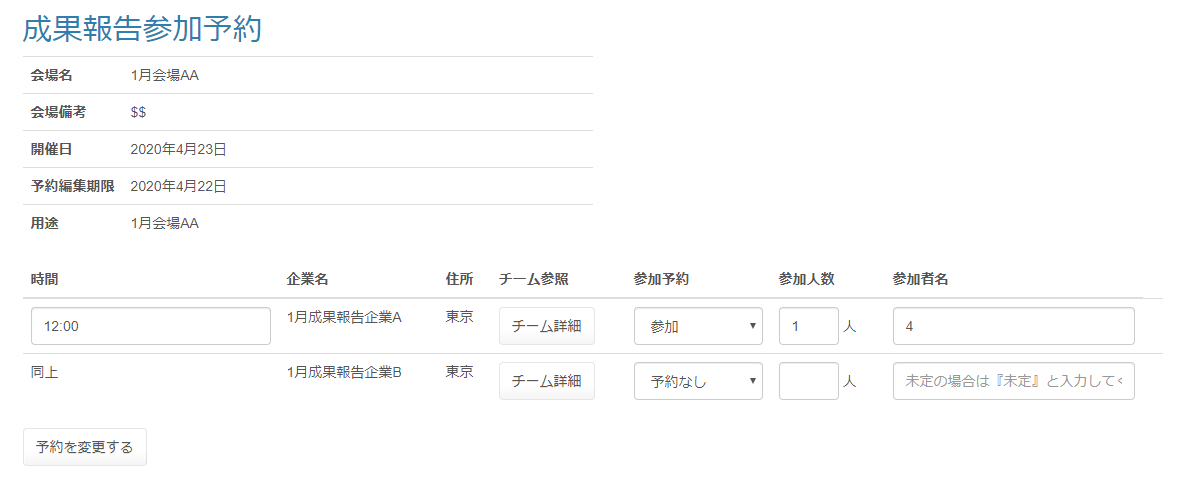 成果報告参加予約
会場名 1月会場AA
会場備考 $$
開催日 2020年4月23日
予約編集期限 2020年4月22日
用途 1月会場AA
時間 企業名 住所 チーム参照 参加予約 参加人数 参加者名
12:00 1月成果報告企業A 東京 チーム詳細 参加 1 人 4
同上 1月成果報告企業B 東京 チーム詳細 予約なし 人 未定の場合は『未定』と入力して
予約を変更する